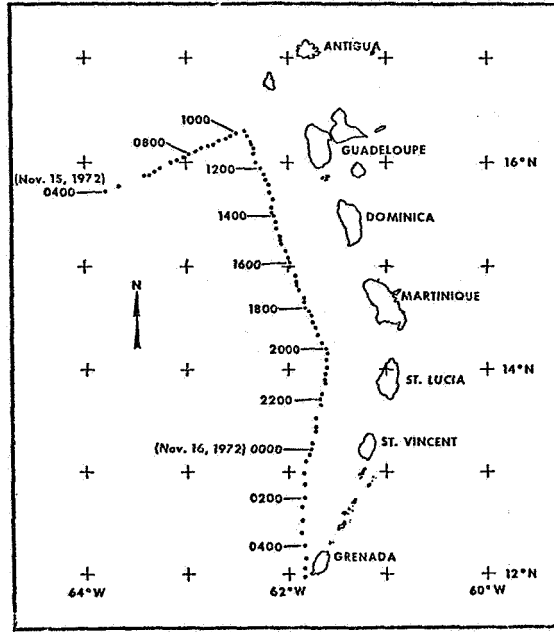 ANTIGUA
1000
0800
GUADELOUPE
16°N
1200
(Nov. 15, 1972)
0400
1400
DOMINICA
1600
N
MARTINIQUE
1800
2000
14°N
ST. LUCIA
2200
(Nov. 16, 1972) 0000
ST. VINCENT
0200
0400
GRENADA
12°N
64°W
62°W
60°W